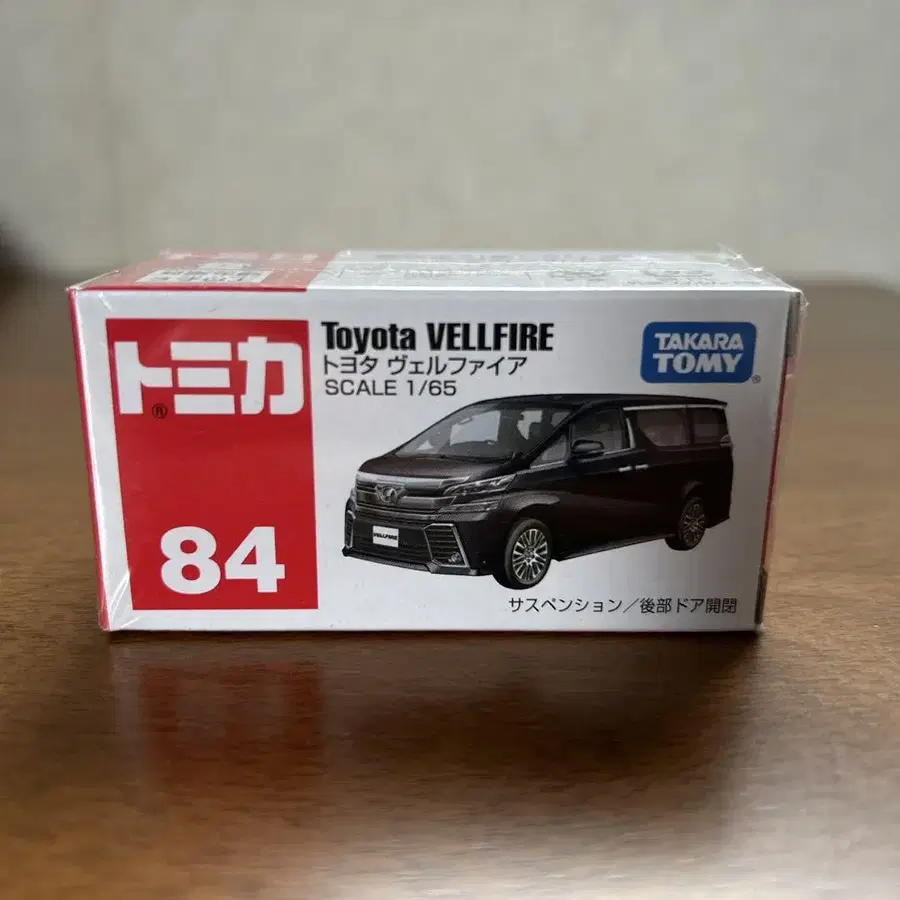 トミカ®
84
Toyota VELLFIRE
トヨタ ヴェルファイア
SCALE 1/65
TAKARA
TOMY®
VELLFIRE
サスペンション/後部ドア開閉